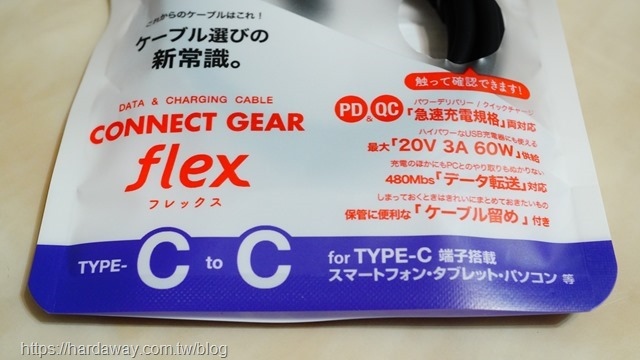 これからのケーブルはこれ！
ケーブル選びの
新常識。
触って確認できます!
DATA & CHARGING CABLE
CONNECT GEAR
flex
フレックス
PD & QC
パワーデリバリー / クイックチャージ
「急速充電規格」両対応
ハイパワーなUSB充電器にも使える
最大「20V 3A 60W」供給
充電のほかにもPCとのやり取りもぬかりない
480Mbs「データ転送」対応
しまっておくときはきれいにまとめておきたいもの
保管に便利な「ケーブル留め」付き
TYPE- C to C
for TYPE-C 端子搭載
スマートフォン・タブレット・パソコン 等
https://hardaway.com.tw/blog